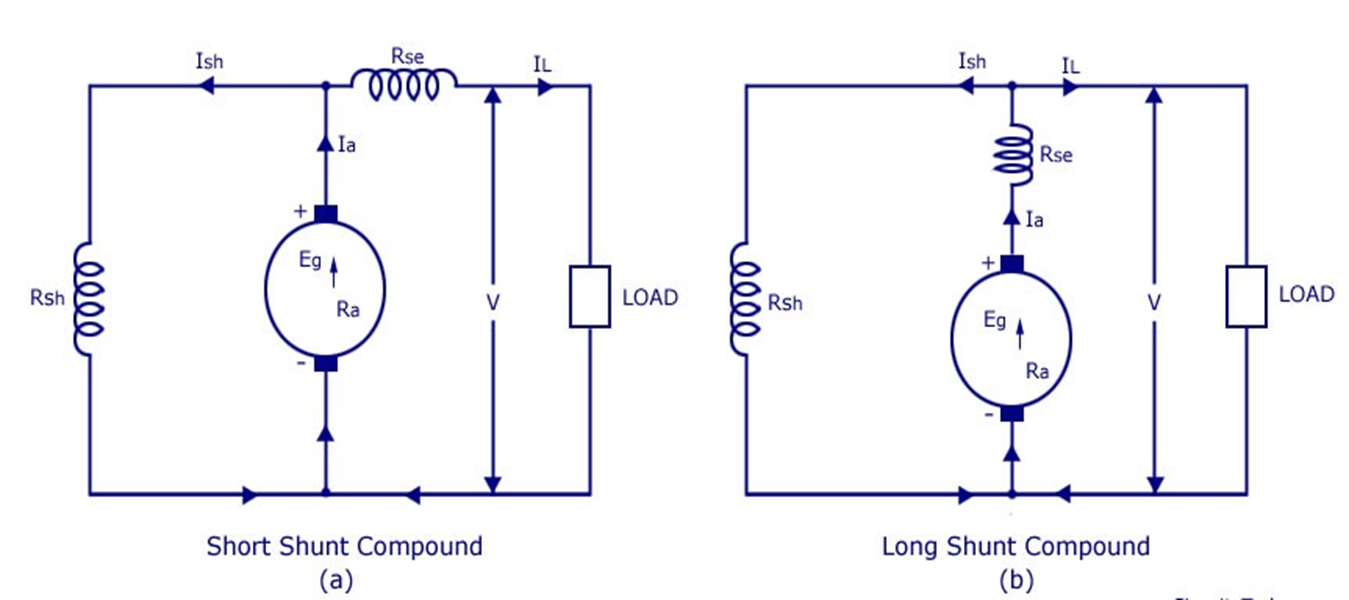 Ish
Rse
IL
Ia
+
Eg
Ra
-
Rsh
V
LOAD
Short Shunt Compound
(a)
Ish
IL
Rse
Ia
+
Eg
Ra
-
Rsh
V
LOAD
Long Shunt Compound
(b)